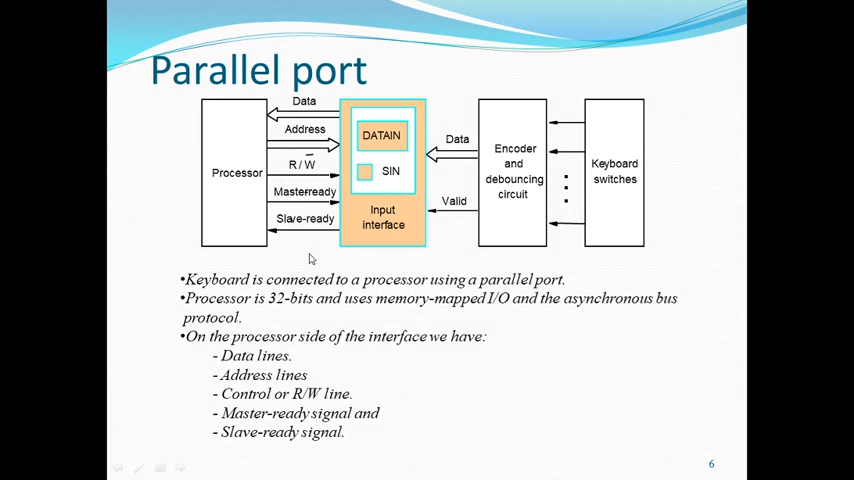 Parallel port
Data
Address
R / W̅
Master-ready
Slave-ready
Processor
DATAIN
SIN
Input
interface
Data
Valid
Encoder
and
debouncing
circuit
Keyboard
switches
•Keyboard is connected to a processor using a parallel port.
•Processor is 32-bits and uses memory-mapped I/O and the asynchronous bus
protocol.
•On the processor side of the interface we have:
- Data lines.
- Address lines
- Control or R/W line.
- Master-ready signal and
- Slave-ready signal.
6